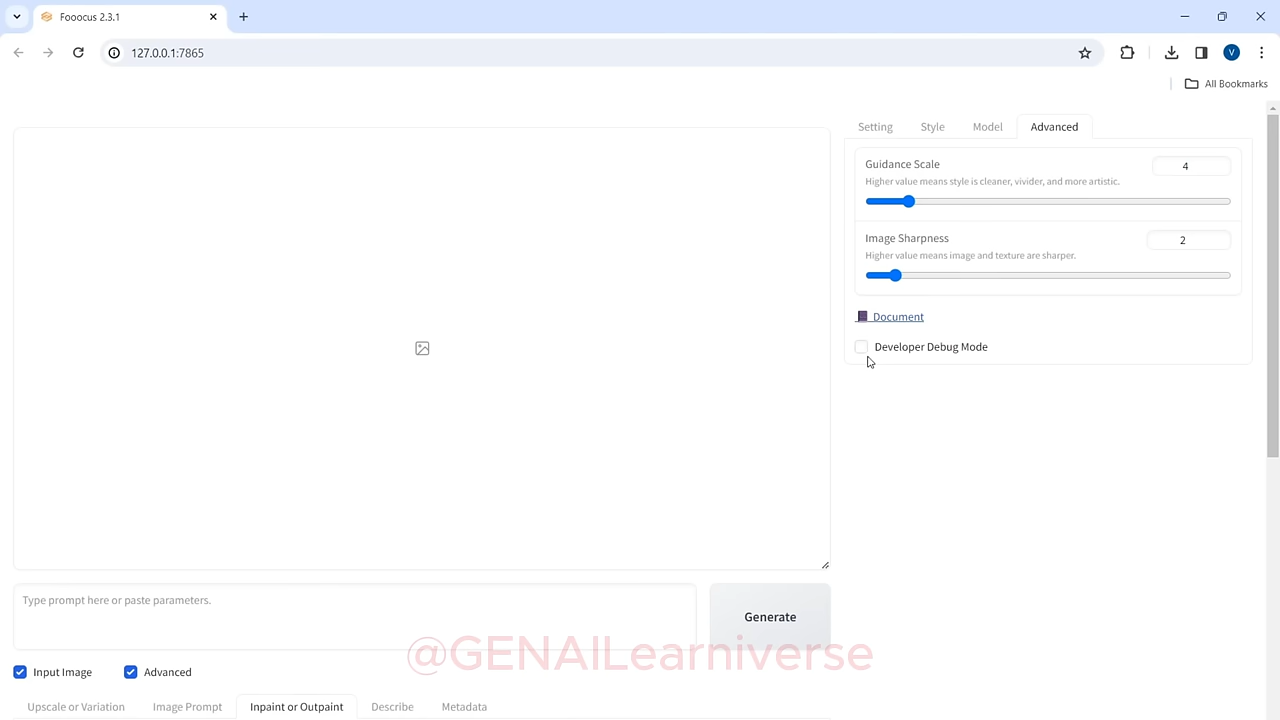 Fooocus 2.3.1
127.0.0.1:7865
V
All Bookmarks
Setting Style Model Advanced
Guidance Scale 4
Higher value means style is cleaner, vivider, and more artistic.
Image Sharpness 2
Higher value means image and texture are sharper.
Document
Developer Debug Mode
Type prompt here or paste parameters.
Generate
@GENAILearniverse
Input Image Advanced
Upscale or Variation Image Prompt Inpaint or Outpaint Describe Metadata